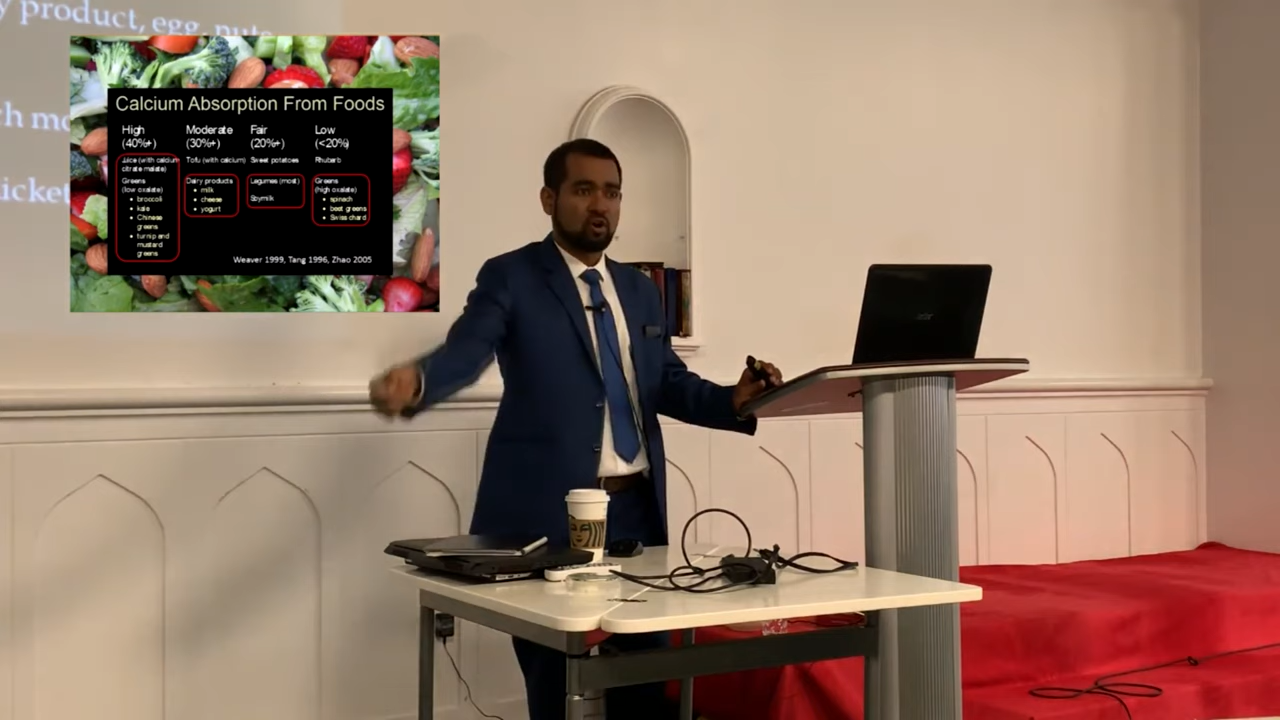 y product, egg, nuts
Calcium Absorption From Foods
High
(40%+)
Juice (with calcium
citrate malate)
Greens
(low oxalate)
• broccoli
• kale
• Chinese
greens
• turnip and
mustard
greens
Moderate
(30%+)
Tofu (with calcium)
Dairy products
• milk
• cheese
• yogurt
Fair
(20%+)
Sweet potatoes
Legumes (most)
Soymilk
Low
(<20%)
Rhubarb
Greens
(high oxalate)
• spinach
• beet greens
• Swiss chard
Weaver 1999, Tang 1996, Zhao 2005
acer